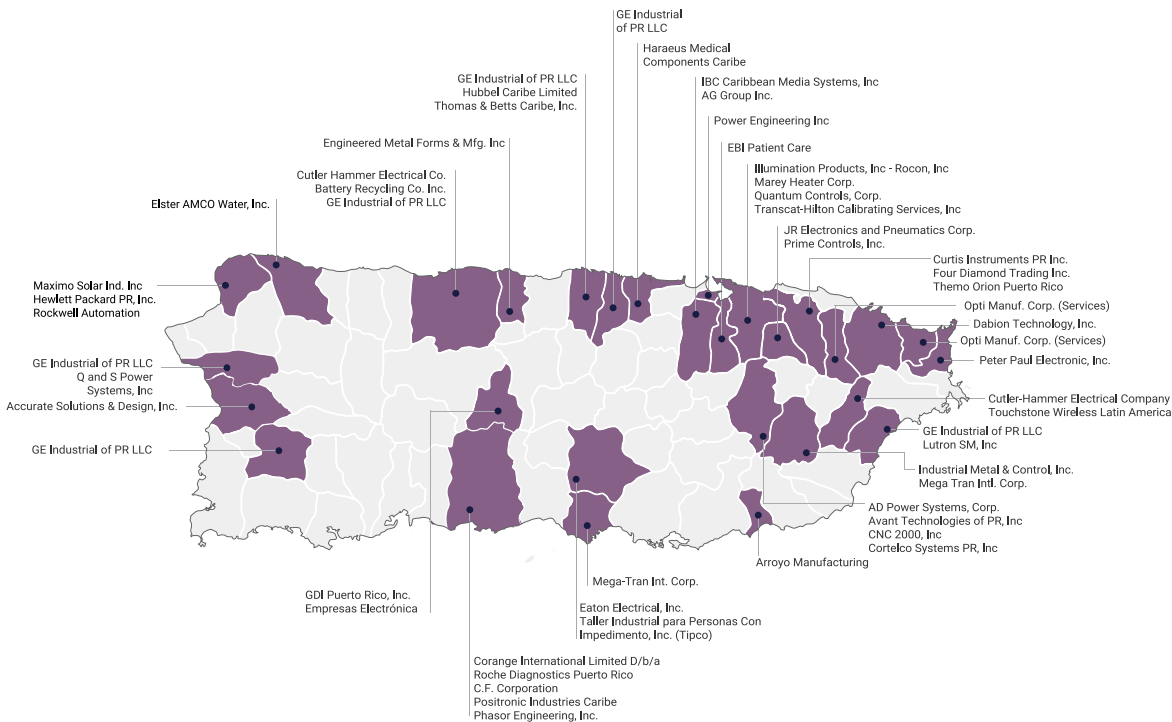 GE Industrial
of PR LLC
Haraeus Medical
Components Caribe
GE Industrial of PR LLC
Hubbel Caribe Limited
Thomas & Betts Caribe, Inc.
IBC Caribbean Media Systems, Inc
AG Group Inc.
Power Engineering Inc
Engineered Metal Forms & Mfg. Inc
EBI Patient Care
Cutler Hammer Electrical Co.
Battery Recycling Co. Inc.
GE Industrial of PR LLC
Illumination Products, Inc - Rocon, Inc
Marey Heater Corp.
Quantum Controls, Corp.
Transcat-Hilton Calibrating Services, Inc
Elster AMCO Water, Inc.
JR Electronics and Pneumatics Corp.
Prime Controls, Inc.
Curtis Instruments PR Inc.
Four Diamond Trading Inc.
Themo Orion Puerto Rico
Maximo Solar Ind. Inc
Hewlett Packard PR, Inc.
Rockwell Automation
Opti Manuf. Corp. (Services)
Dabion Technology, Inc.
Opti Manuf. Corp. (Services)
Peter Paul Electronic, Inc.
GE Industrial of PR LLC
Q and S Power
Systems, Inc
Accurate Solutions & Design, Inc.
Cutler-Hammer Electrical Company
Touchstone Wireless Latin America
GE Industrial of PR LLC
GE Industrial of PR LLC
Lutron SM, Inc
Industrial Metal & Control, Inc.
Mega Tran Intl. Corp.
AD Power Systems, Corp.
Avant Technologies of PR, Inc
CNC 2000, Inc
Cortelco Systems PR, Inc
Arroyo Manufacturing
Mega-Tran Int. Corp.
GDI Puerto Rico, Inc.
Empresas Electrónica
Eaton Electrical, Inc.
Taller Industrial para Personas Con
Impedimento, Inc. (Tipco)
Corange International Limited D/b/a
Roche Diagnostics Puerto Rico
C.F. Corporation
Positronic Industries Caribe
Phasor Engineering, Inc.